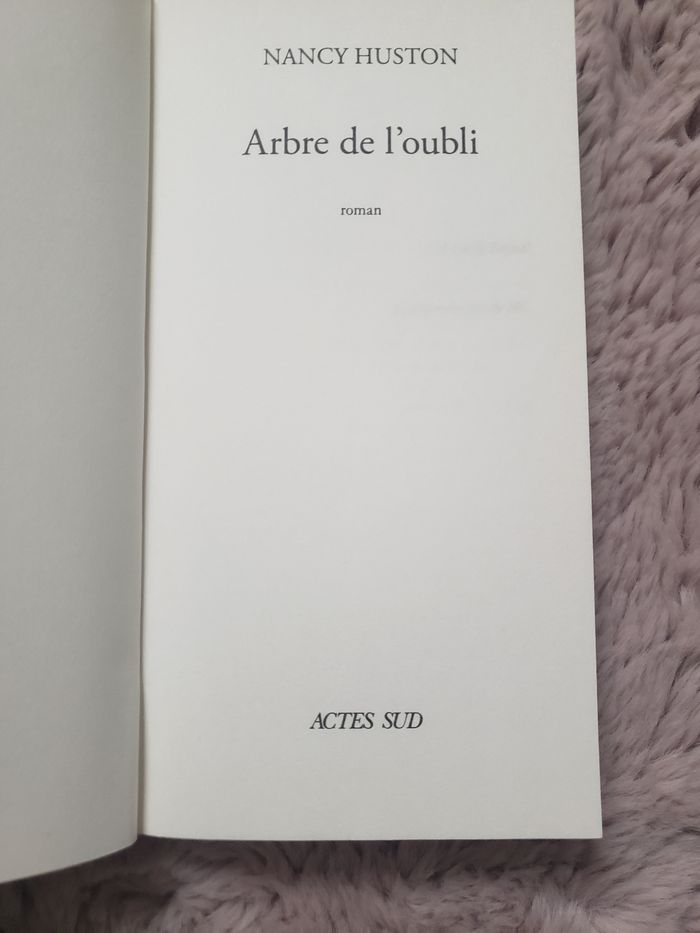 NANCY HUSTON
Arbre de l’oubli
roman
ACTES SUD